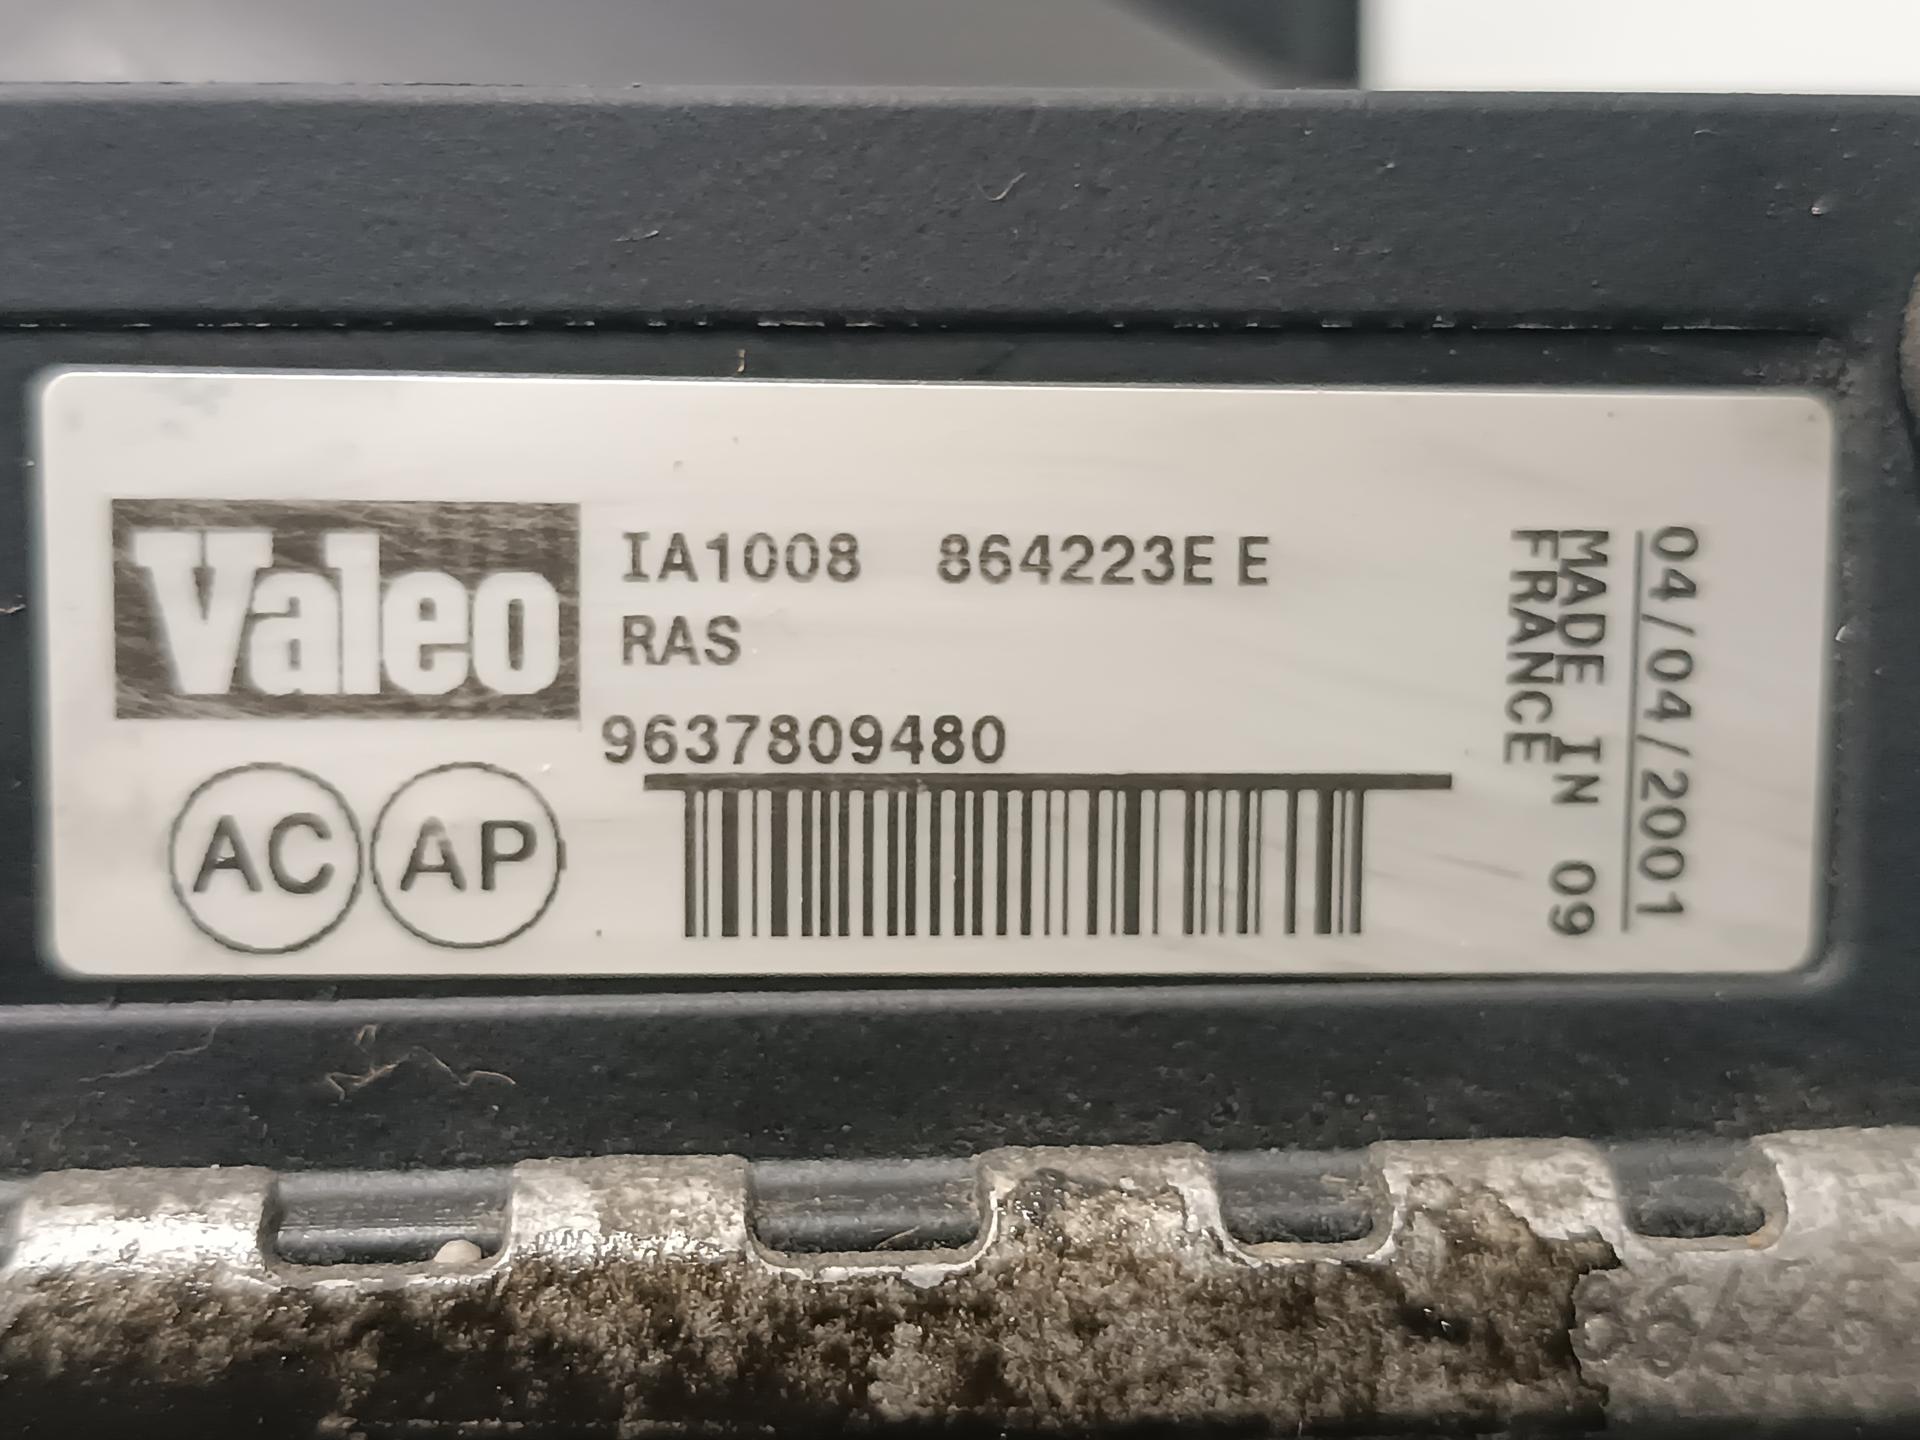 Valeo
IA1008 864223E E
RAS
9637809480
AC AP
04/04/2001
MADE IN 09
FRANCE